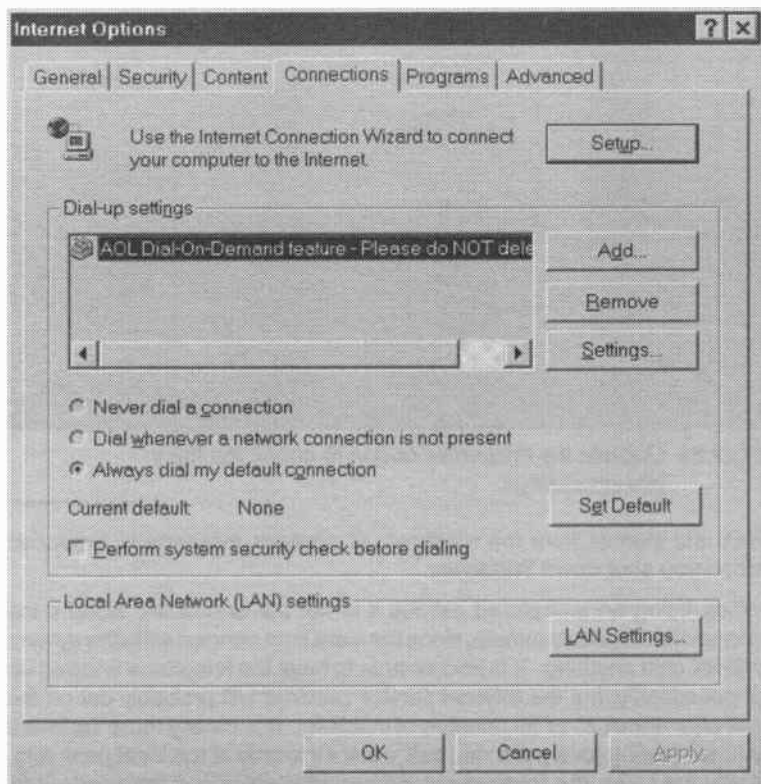 Internet Options
General Security Content Connections Programs Advanced
Use the Internet Connection Wizard to connect
your computer to the Internet.
Setup...
Dial-up settings
AOL Dial-On-Demand feature - Please do NOT dele
Add...
Remove
Settings...
Never dial a connection
Dial whenever a network connection is not present
Always dial my default connection
Current default: None
Set Default
Perform system security check before dialing
Local Area Network (LAN) settings
LAN Settings...
OK Cancel Apply